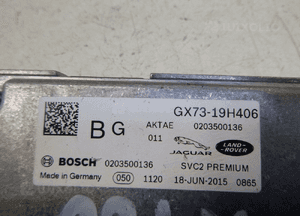 GX73-19H406
B G
AKTAE
0203500136
011
JAGUAR
LAND-ROVER
BOSCH
0203500136
SVC2 PREMIUM
Made in Germany
050
1120
18-JUN-2015
0865